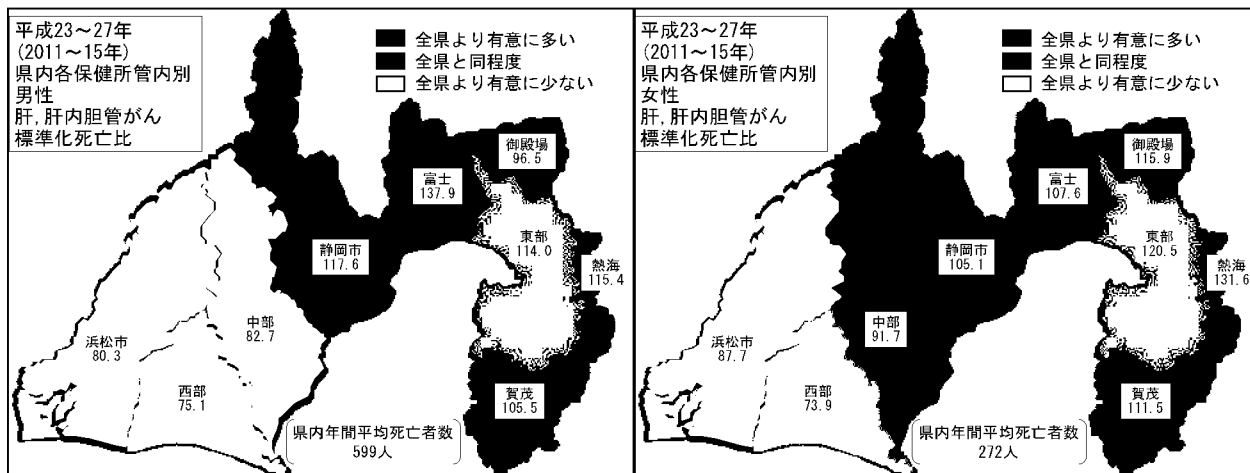 平成23～27年
(2011～15年)
県内各保健所管内別
男性
肝,肝内胆管がん
標準化死亡比
全県より有意に多い
全県と同程度
全県より有意に少ない
御殿場
96.5
富士
137.9
東部
114.0
静岡市
117.6
熱海
115.4
中部
82.7
浜松市
80.3
西部
75.1
賀茂
105.5
県内年間平均死亡者数
599人
平成23～27年
(2011～15年)
県内各保健所管内別
女性
肝,肝内胆管がん
標準化死亡比
全県より有意に多い
全県と同程度
全県より有意に少ない
御殿場
115.9
富士
107.6
東部
120.5
静岡市
105.1
熱海
131.6
中部
91.7
浜松市
87.7
西部
73.9
賀茂
111.5
県内年間平均死亡者数
272人